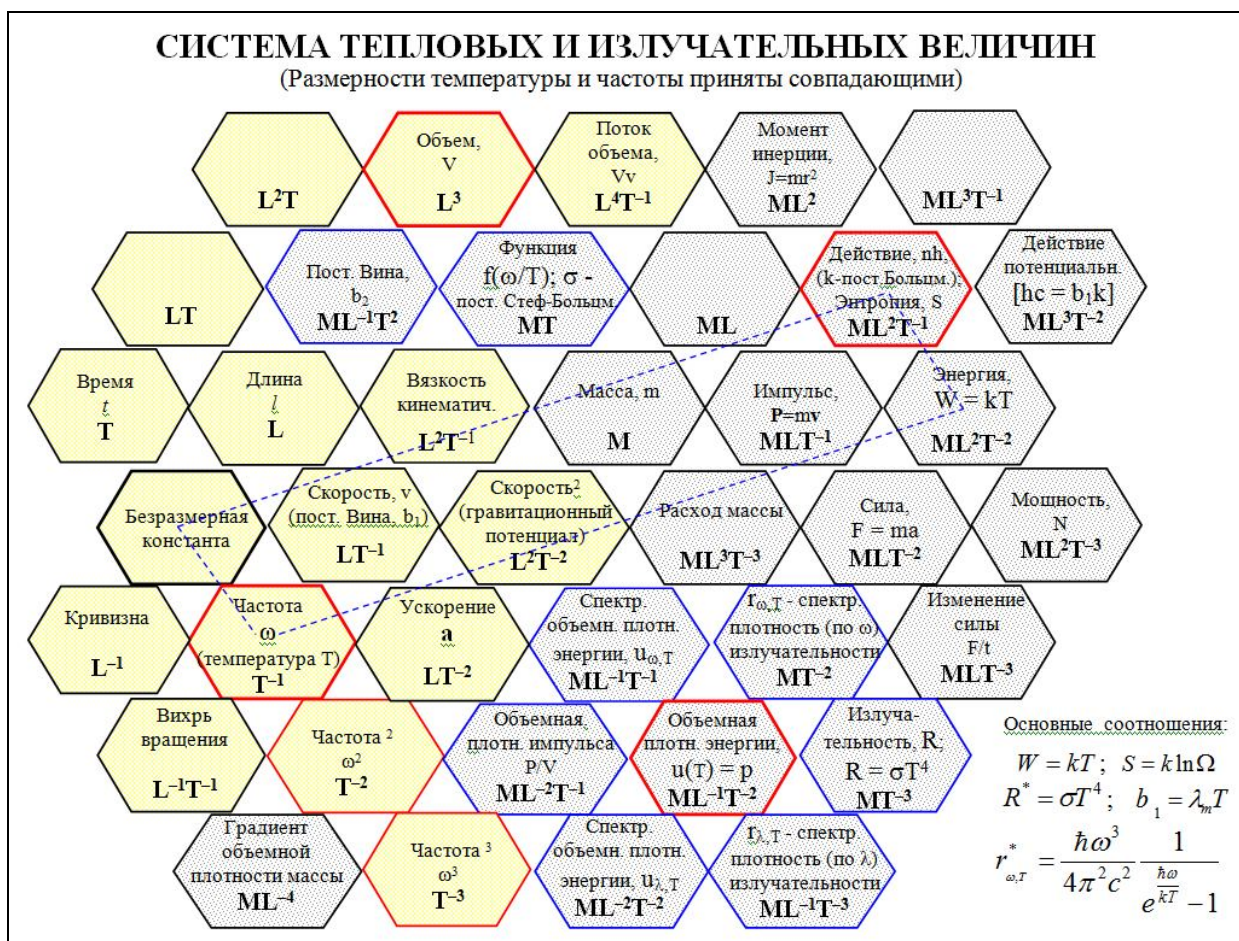 СИСТЕМА ТЕПЛОВЫХ И ИЗЛУЧАТЕЛЬНЫХ ВЕЛИЧИН
(Размерности температуры и частоты приняты совпадающими)
L²T
Объем,
V
L³
Поток
объема,
Vv
L⁴T⁻¹
Момент
инерции,
J=mr²
ML²
ML³T⁻¹
LT
Пост. Вина,
b₂
ML⁻¹T²
Функция
f(ω/T); σ -
пост. Стеф-Больцм.
MT
ML
Действие, nh,
(k-пост.Больцм.);
Энтропия, S
ML²T⁻¹
Действие
потенциальн.
[hc = b₁k]
ML³T⁻²
Время
t
T
Длина
l
L
Вязкость
кинематич.
L²T⁻¹
Масса, m
M
Импульс,
P=mv
MLT⁻¹
Энергия,
W = kT
ML²T⁻²
Безразмерная
константа
Скорость, v
(пост. Вина, b₁)
LT⁻¹
Скорость²
(гравитационный
потенциал)
L²T⁻²
Расход массы
ML³T⁻³
Сила,
F = ma
MLT⁻²
Мощность,
N
ML²T⁻³
Кривизна
L⁻¹
Частота
ω
(температура T)
T⁻¹
Ускорение
a
LT⁻²
Спектр.
объемн. плотн.
энергии, uω,T
ML⁻¹T⁻¹
rω,T - спектр.
плотность (по ω)
излучательности
MT⁻²
Изменение
силы
F/t
MLT⁻³
Вихрь
вращения
L⁻¹T⁻¹
Частота ²
ω²
T⁻²
Объемная
плотн. импульса
P/V
ML⁻²T⁻¹
Объемная
плотн. энергии,
u(T) = p
ML⁻¹T⁻²
Излуча-
тельность, R;
R = σT⁴
MT⁻³
Градиент
объемной
плотности массы
ML⁻⁴
Частота ³
ω³
T⁻³
Спектр.
объемн. плотн.
энергии, uλ,T
ML⁻²T⁻²
rλ,T - спектр.
плотность (по λ)
излучательности
ML⁻¹T⁻³
Основные соотношения:
W = kT ; S = k ln Ω
R* = σT⁴ ; b₁ = λₘT
r*ω,T = ħω³/4π²c² 1/e^(ħω/kT) −1